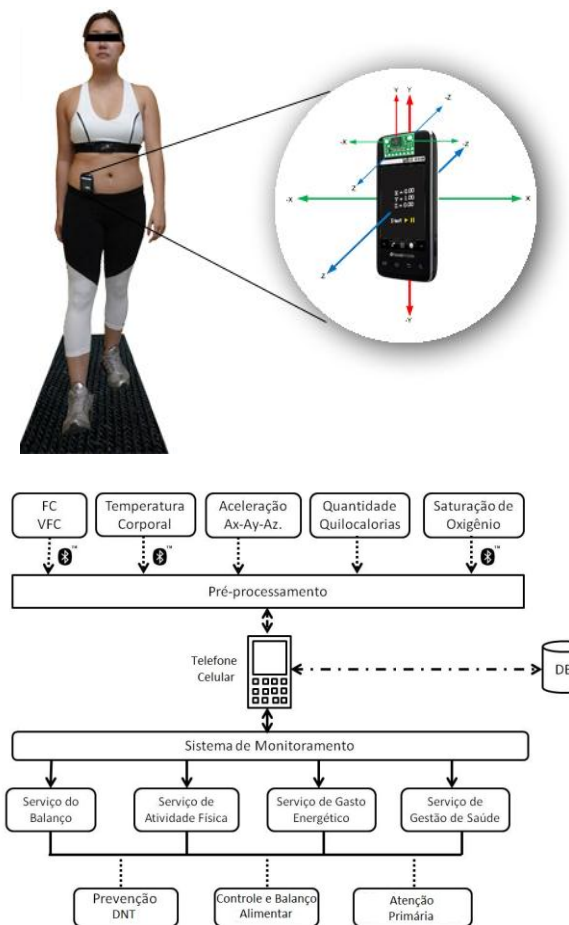 Y Y
-Z
-X -X
-Z
Z
-X X
X = 0.00
Y = 1.00
Z = 0.00
Z
-Y
FC
VFC
Temperatura
Corporal
Aceleração
Ax-Ay-Az.
Quantidade
Quilocalorias
Saturação de
Oxigênio
Pré-processamento
Telefone
Celular
DB
Sistema de Monitoramento
Serviço do
Balanço
Serviço de
Atividade Física
Serviço de Gasto
Energético
Serviço de
Gestão de Saúde
Prevenção
DNT
Controle e Balanço
Alimentar
Atenção
Primária